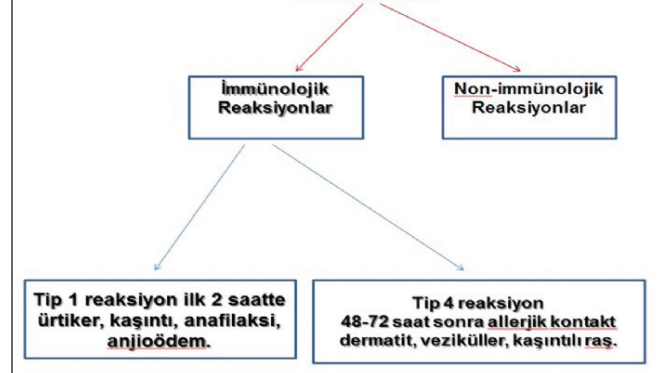 İmmünolojik
Reaksiyonlar
Non-immünolojik
Reaksiyonlar
Tip 1 reaksiyon ilk 2 saatte
ürtiker, kaşıntı, anafilaksi,
anjioödem.
Tip 4 reaksiyon
48-72 saat sonra allerjik kontakt
dermatit, veziküller, kaşıntılı raş.